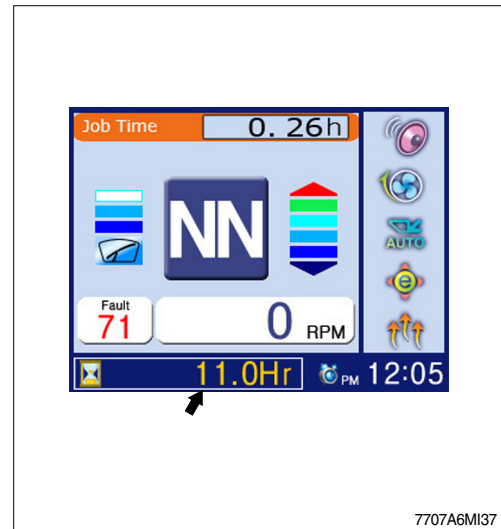 Job Time 0.26h
NN
AUTO
e
Fault
71
0 RPM
11.0Hr PM 12:05
7707A6MI37